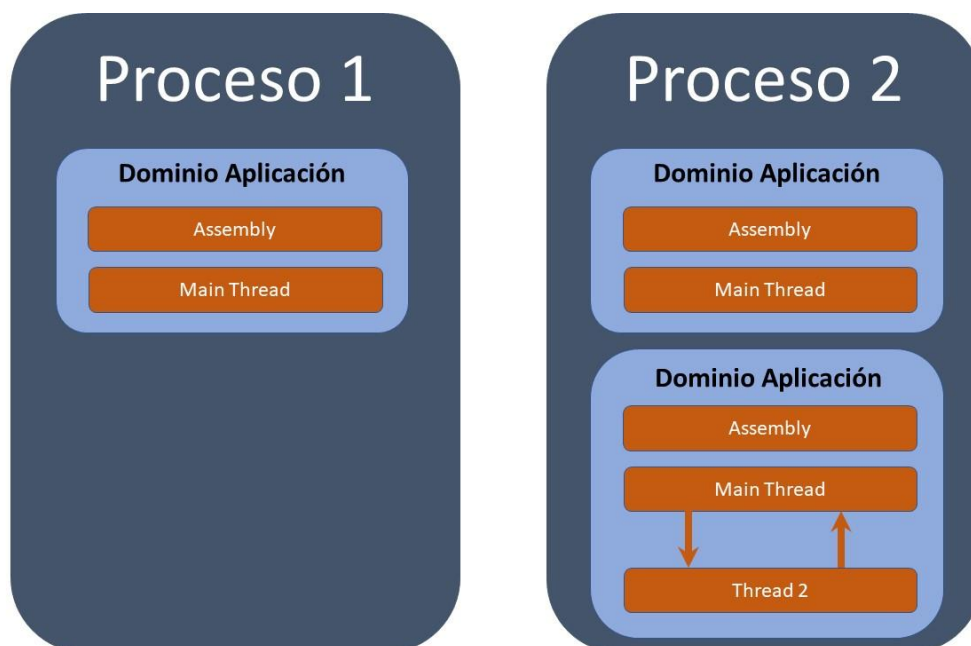 Proceso 1
Dominio Aplicación
Assembly
Main Thread
Proceso 2
Dominio Aplicación
Assembly
Main Thread
Dominio Aplicación
Assembly
Main Thread
Thread 2